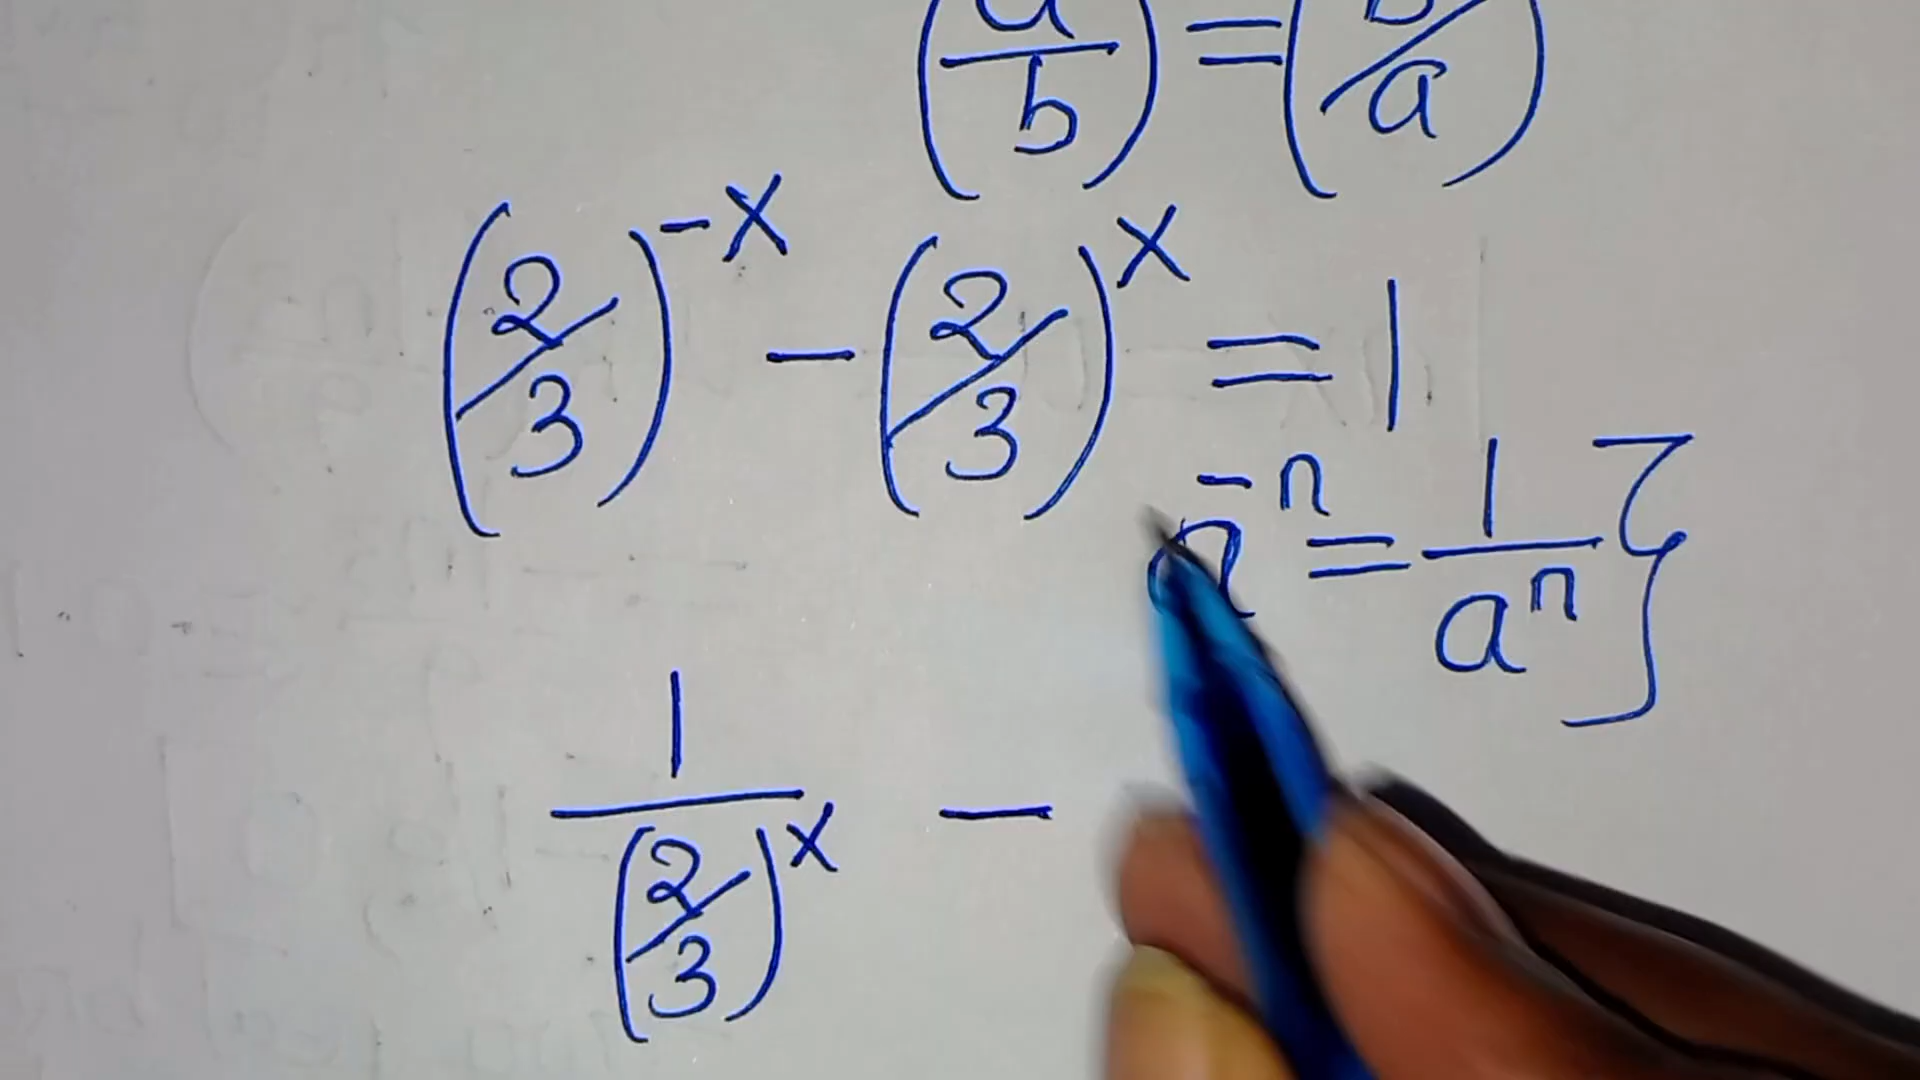 (a/b) = (b/a)
(2/3)^-x - (2/3)^x = 1
a^-n = 1/a^n }
1/(2/3)^x -